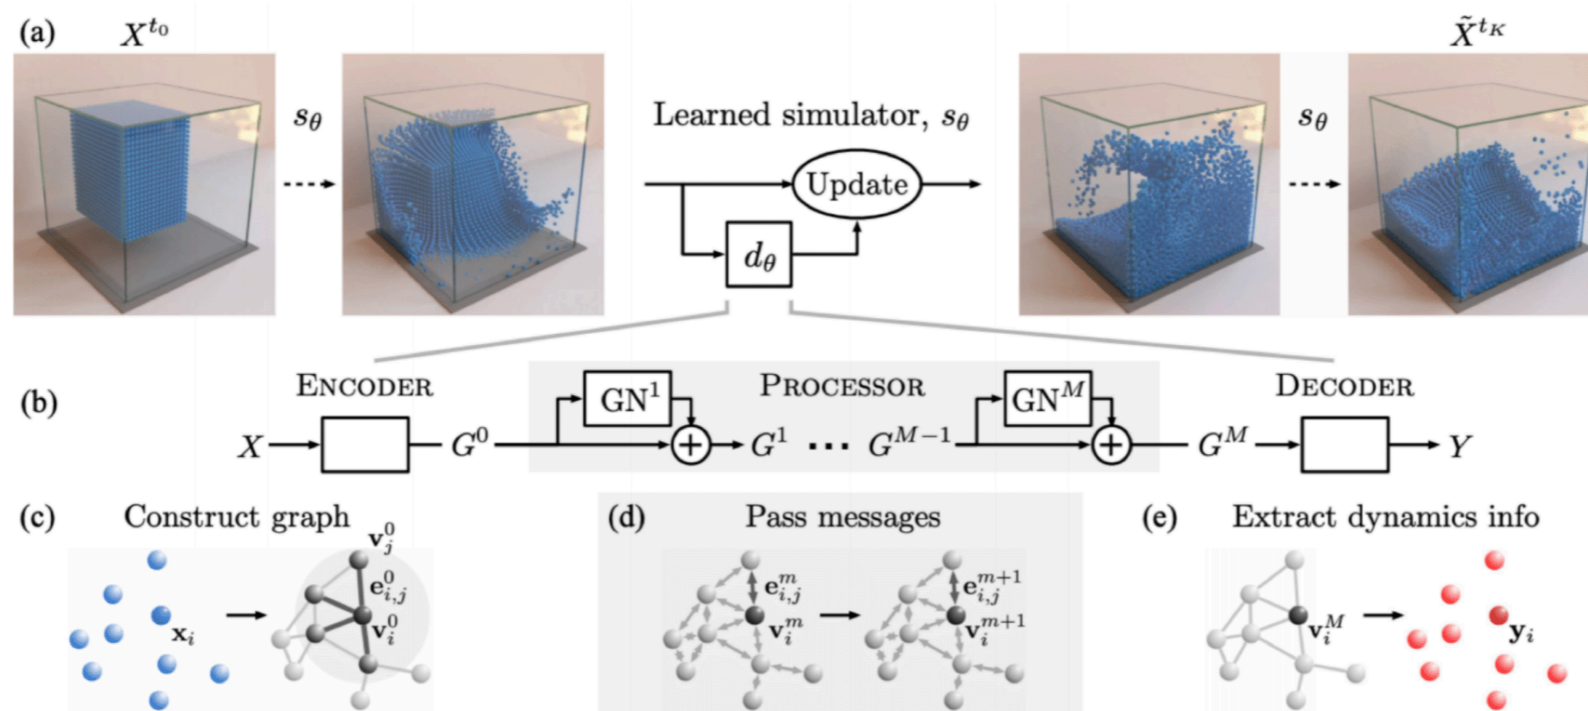 (a)
X^{t_0}
s_θ
Learned simulator, s_θ
Update
d_θ
s_θ
X̃^{t_K}
(b)
ENCODER
PROCESSOR
DECODER
X
G^0
GN^1
G^1
...
G^{M−1}
GN^M
G^M
Y
(c)
Construct graph
x_i
v_j^0
e_{i,j}^0
v_i^0
(d)
Pass messages
e_{i,j}^m
v_i^m
e_{i,j}^{m+1}
v_i^{m+1}
(e)
Extract dynamics info
v_i^M
y_i